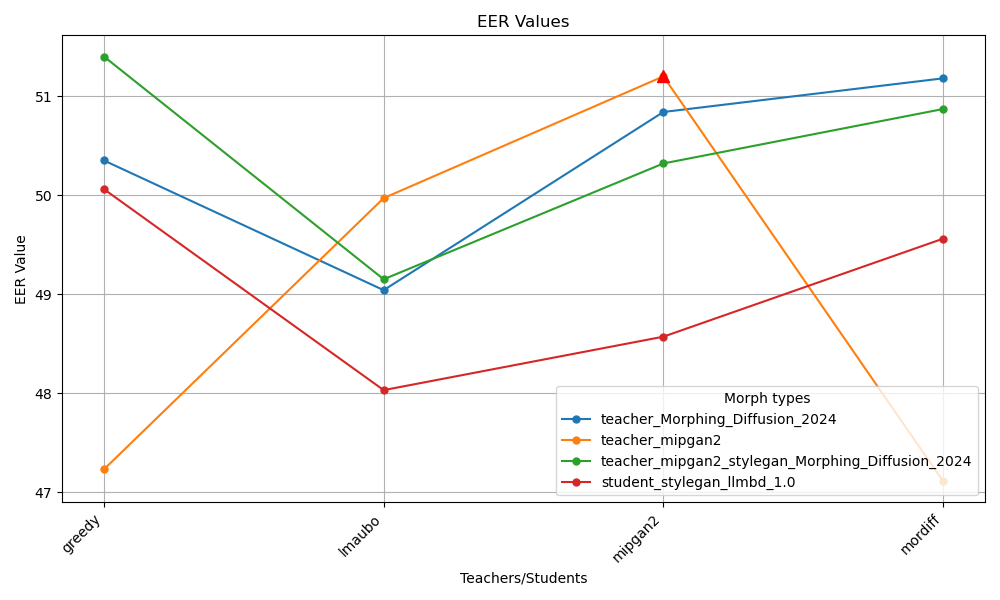 EER Values
EER Value
51
50
49
48
47
greedy
lmaubo
mipgan2
mordiff
Teachers/Students
Morph types
teacher_Morphing_Diffusion_2024
teacher_mipgan2
teacher_mipgan2_stylegan_Morphing_Diffusion_2024
student_stylegan_llmbd_1.0